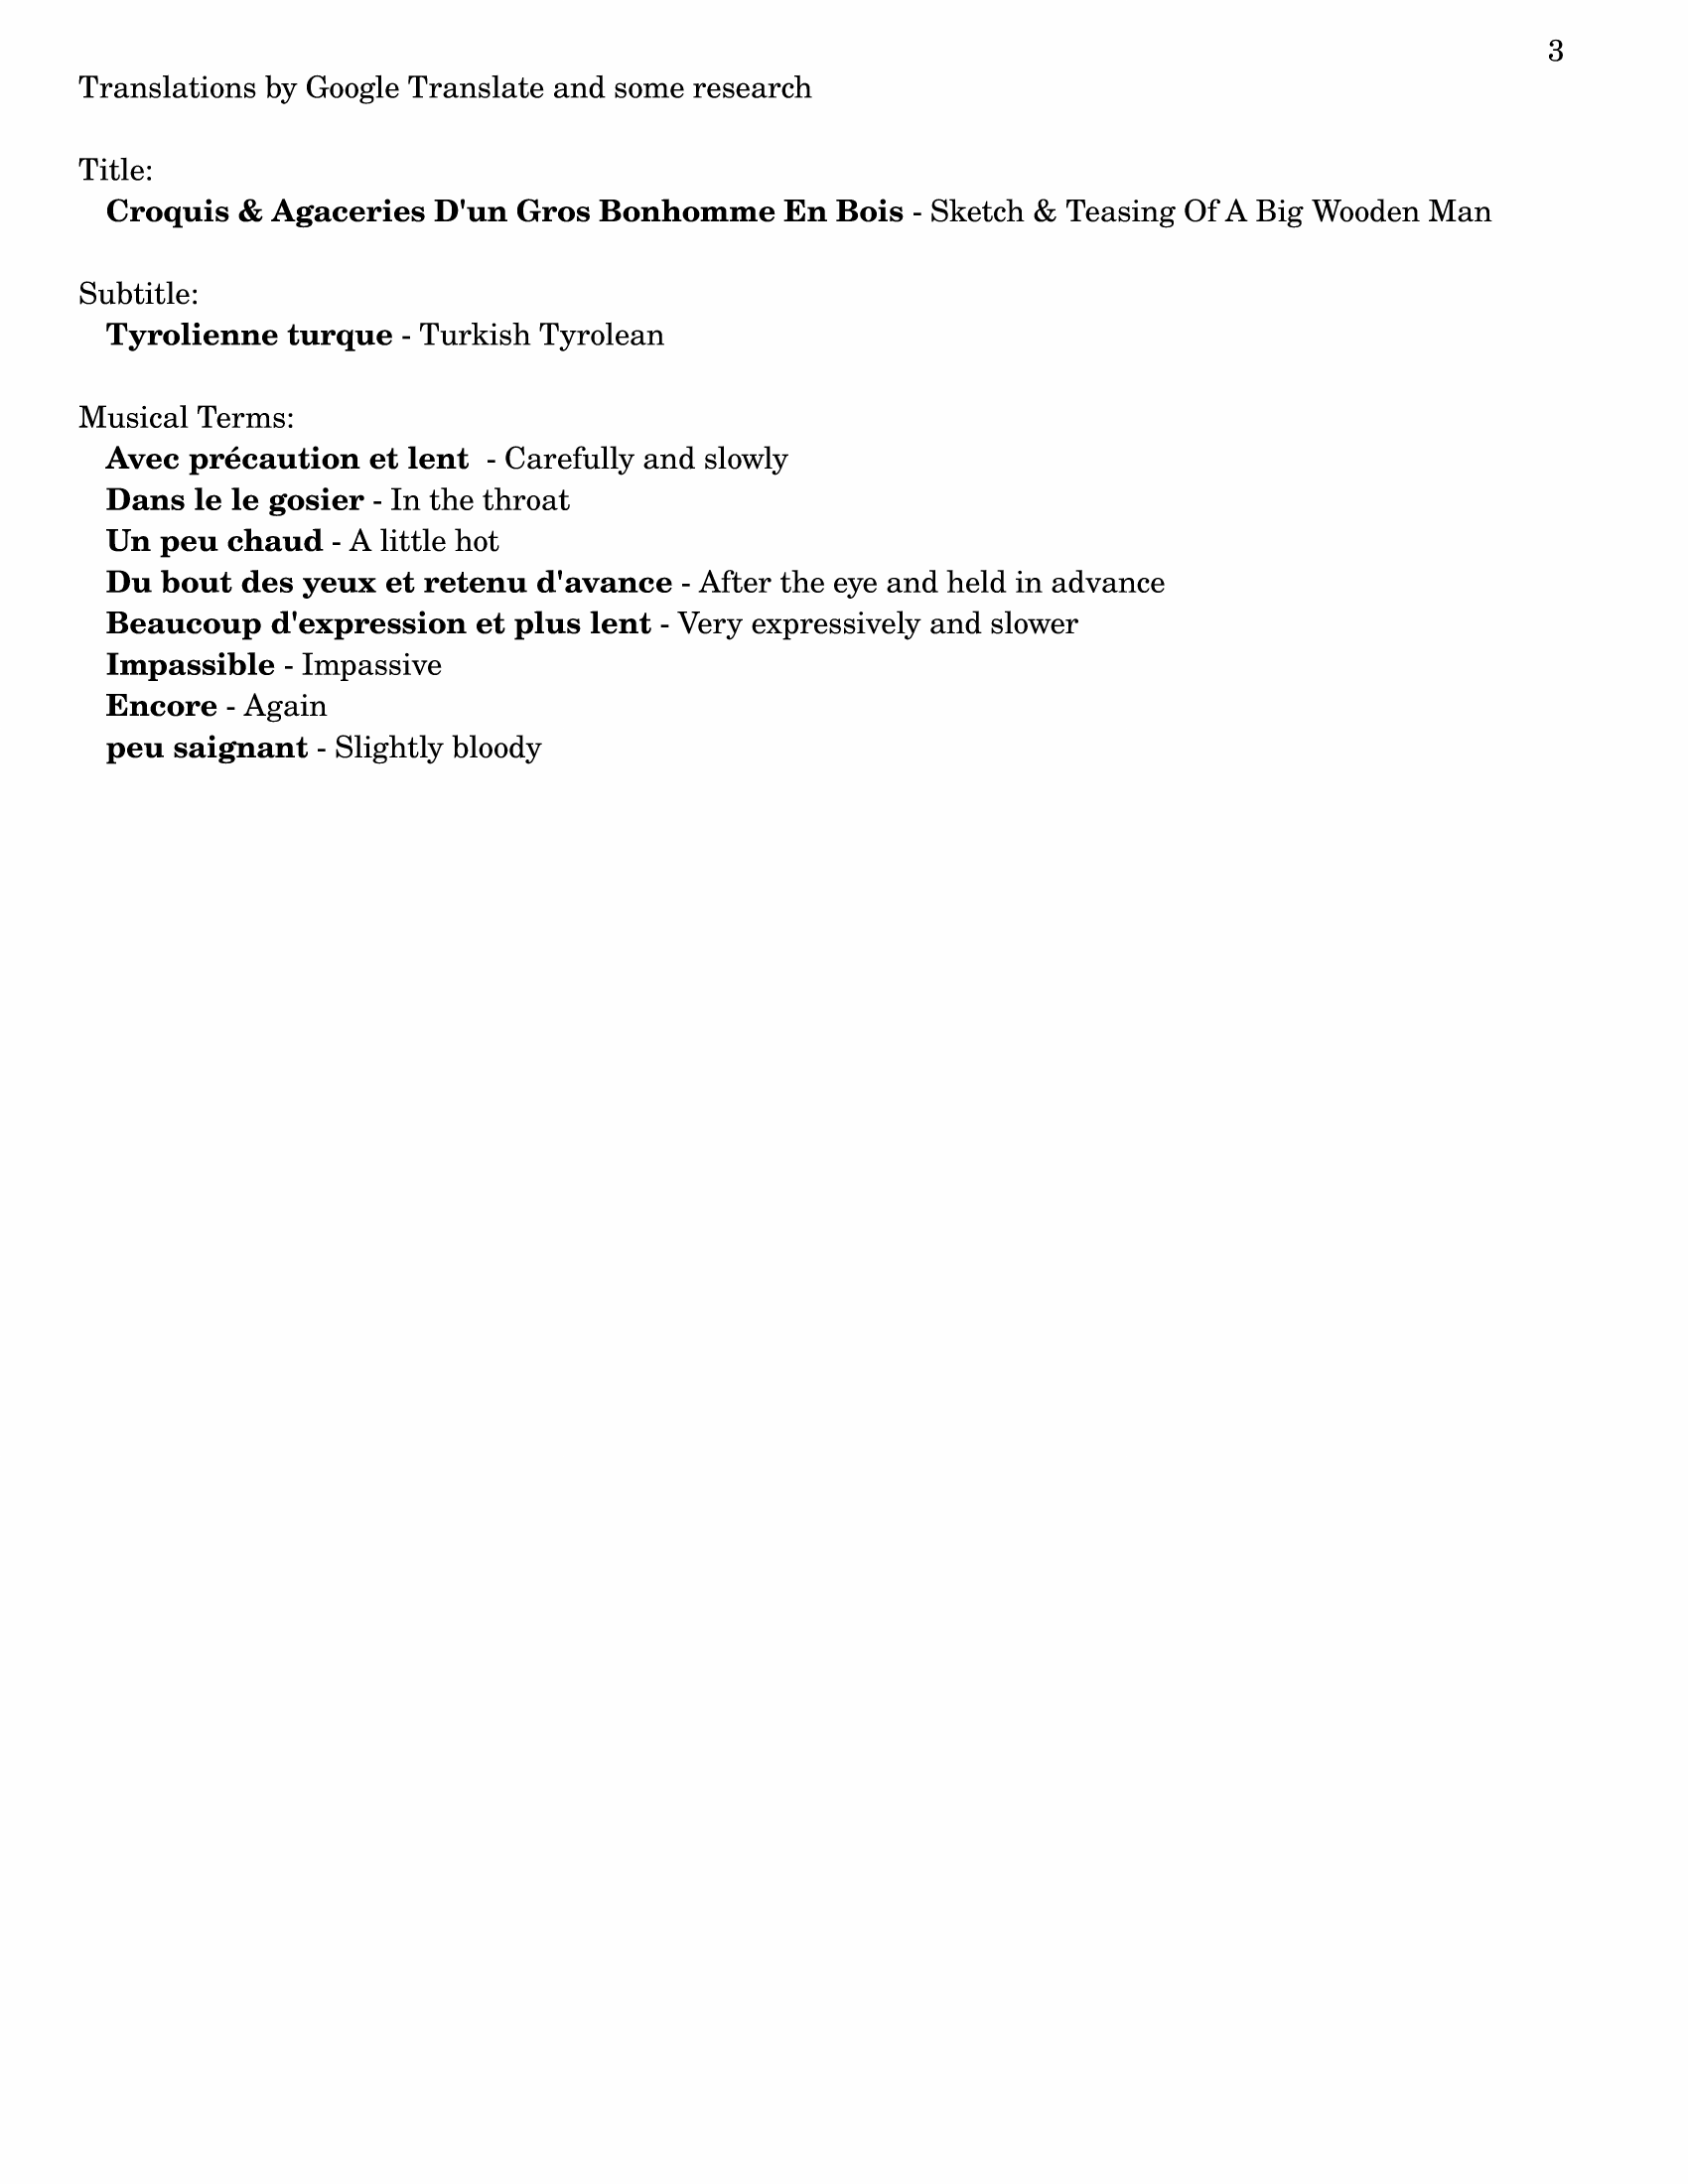 3
Translations by Google Translate and some research
Title:
Croquis & Agaceries D'un Gros Bonhomme En Bois - Sketch & Teasing Of A Big Wooden Man
Subtitle:
Tyrolienne turque - Turkish Tyrolean
Musical Terms:
Avec précaution et lent  - Carefully and slowly
Dans le le gosier - In the throat
Un peu chaud - A little hot
Du bout des yeux et retenu d'avance - After the eye and held in advance
Beaucoup d'expression et plus lent - Very expressively and slower
Impassible - Impassive
Encore - Again
peu saignant - Slightly bloody